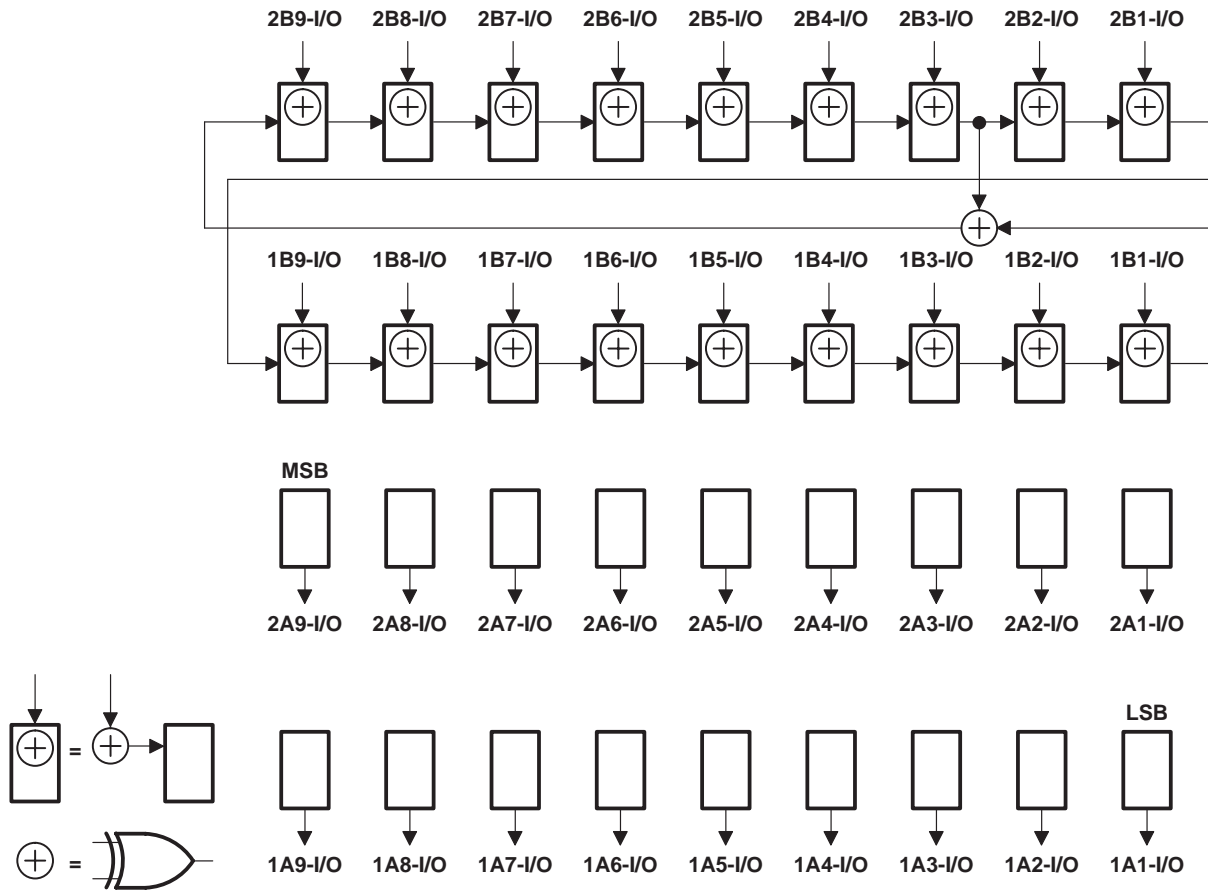 2B9-I/O 2B8-I/O 2B7-I/O 2B6-I/O 2B5-I/O 2B4-I/O 2B3-I/O 2B2-I/O 2B1-I/O
1B9-I/O 1B8-I/O 1B7-I/O 1B6-I/O 1B5-I/O 1B4-I/O 1B3-I/O 1B2-I/O 1B1-I/O
MSB
2A9-I/O 2A8-I/O 2A7-I/O 2A6-I/O 2A5-I/O 2A4-I/O 2A3-I/O 2A2-I/O 2A1-I/O
LSB
=
=
1A9-I/O 1A8-I/O 1A7-I/O 1A6-I/O 1A5-I/O 1A4-I/O 1A3-I/O 1A2-I/O 1A1-I/O